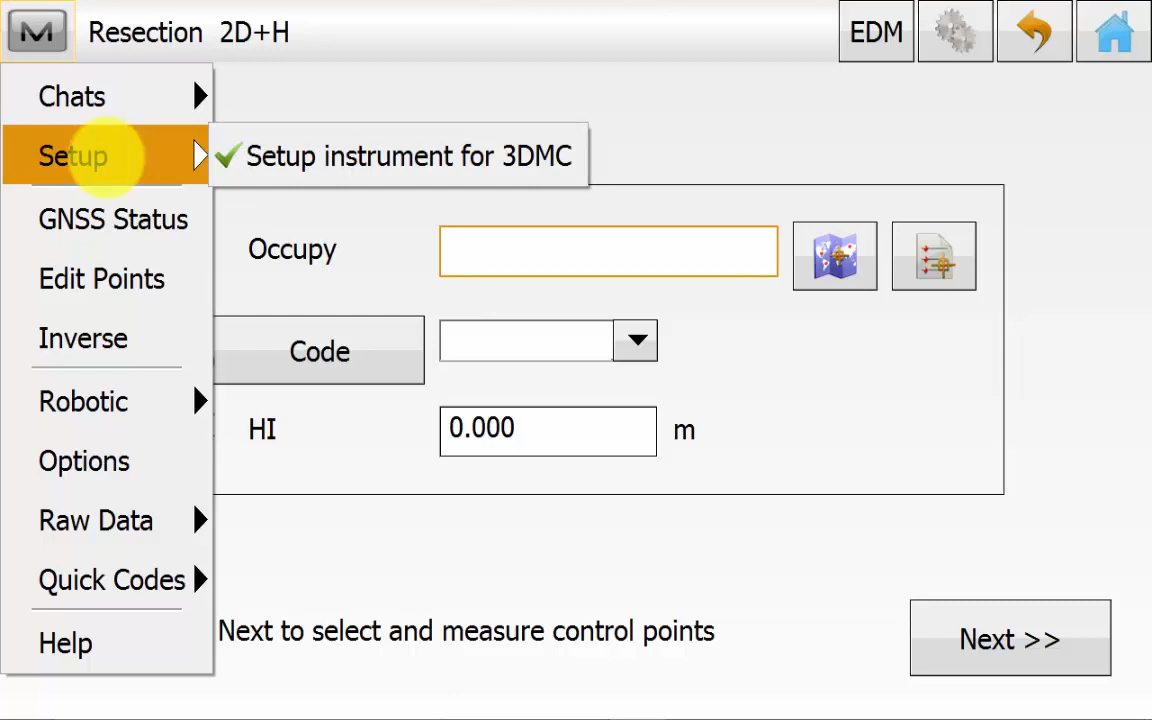 M Resection 2D+H EDM
Chats
Setup
Setup instrument for 3DMC
GNSS Status
Occupy
Edit Points
Inverse
Code
Robotic
HI 0.000 m
Options
Raw Data
Quick Codes
Next to select and measure control points
Next >>
Help